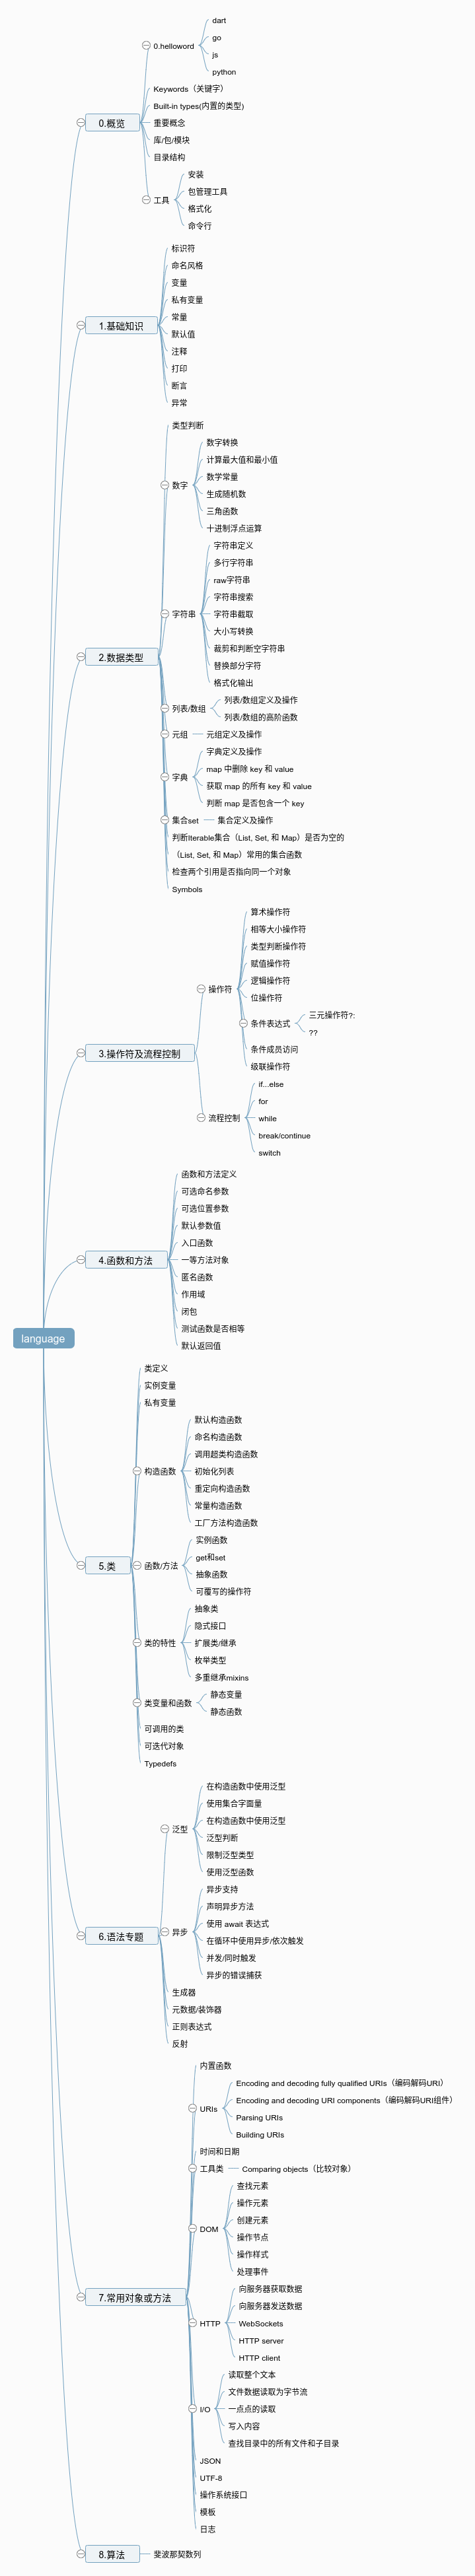 language
0.概览
0.helloword
dart
go
js
python
Keywords（关键字）
Built-in types(内置的类型)
重要概念
库/包/模块
目录结构
工具
安装
包管理工具
格式化
命令行
1.基础知识
标识符
命名风格
变量
私有变量
常量
默认值
注释
打印
断言
异常
2.数据类型
类型判断
数字
数字转换
计算最大值和最小值
数学常量
生成随机数
三角函数
十进制浮点运算
字符串
字符串定义
多行字符串
raw字符串
字符串搜索
字符串截取
大小写转换
裁剪和判断空字符串
替换部分字符
格式化输出
列表/数组
列表/数组定义及操作
列表/数组的高阶函数
元组
元组定义及操作
字典
字典定义及操作
map 中删除 key 和 value
获取 map 的所有 key 和 value
判断 map 是否包含一个 key
集合set
集合定义及操作
判断Iterable集合（List, Set, 和 Map）是否为空的
（List, Set, 和 Map）常用的集合函数
检查两个引用是否指向同一个对象
Symbols
3.操作符及流程控制
操作符
算术操作符
相等大小操作符
类型判断操作符
赋值操作符
逻辑操作符
位操作符
条件表达式
三元操作符?:
??
条件成员访问
级联操作符
流程控制
if...else
for
while
break/continue
switch
4.函数和方法
函数和方法定义
可选命名参数
可选位置参数
默认参数值
入口函数
一等方法对象
匿名函数
作用域
闭包
测试函数是否相等
默认返回值
5.类
类定义
实例变量
私有变量
构造函数
默认构造函数
命名构造函数
调用超类构造函数
初始化列表
重定向构造函数
常量构造函数
工厂方法构造函数
函数/方法
实例函数
get和set
抽象函数
可覆写的操作符
类的特性
抽象类
隐式接口
扩展类/继承
枚举类型
多重继承mixins
类变量和函数
静态变量
静态函数
可调用的类
可迭代对象
Typedefs
6.语法专题
泛型
在构造函数中使用泛型
使用集合字面量
在构造函数中使用泛型
泛型判断
限制泛型类型
使用泛型函数
异步
异步支持
声明异步方法
使用 await 表达式
在循环中使用异步/依次触发
并发/同时触发
异步的错误捕获
生成器
元数据/装饰器
正则表达式
反射
7.常用对象或方法
内置函数
URIs
Encoding and decoding fully qualified URIs（编码解码URI）
Encoding and decoding URI components（编码解码URI组件）
Parsing URIs
Building URIs
时间和日期
工具类
Comparing objects（比较对象）
DOM
查找元素
操作元素
创建元素
操作节点
操作样式
处理事件
HTTP
向服务器获取数据
向服务器发送数据
WebSockets
HTTP server
HTTP client
I/O
读取整个文本
文件数据读取为字节流
一点点的读取
写入内容
查找目录中的所有文件和子目录
JSON
UTF-8
操作系统接口
模板
日志
8.算法
斐波那契数列